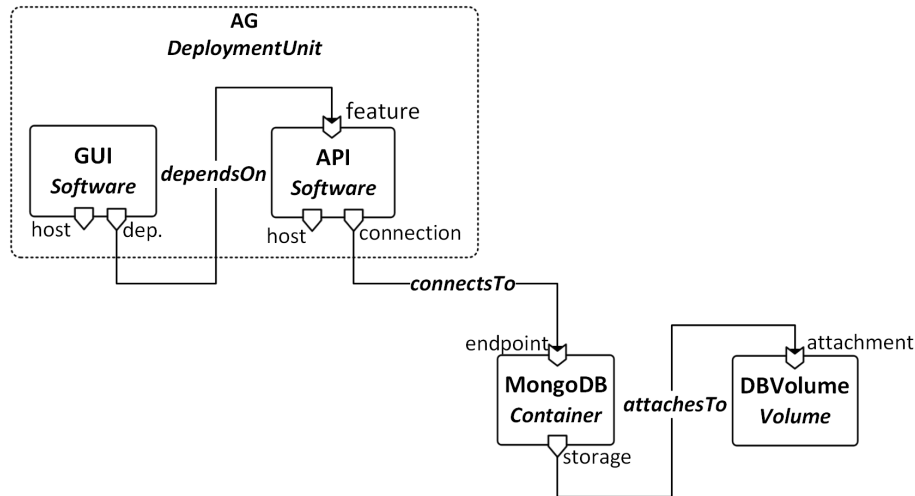 AG
DeploymentUnit
feature
GUI
Software
dependsOn
API
Software
host
dep.
host
connection
connectsTo
endpoint
attachment
MongoDB
Container
attachesTo
DBVolume
Volume
storage